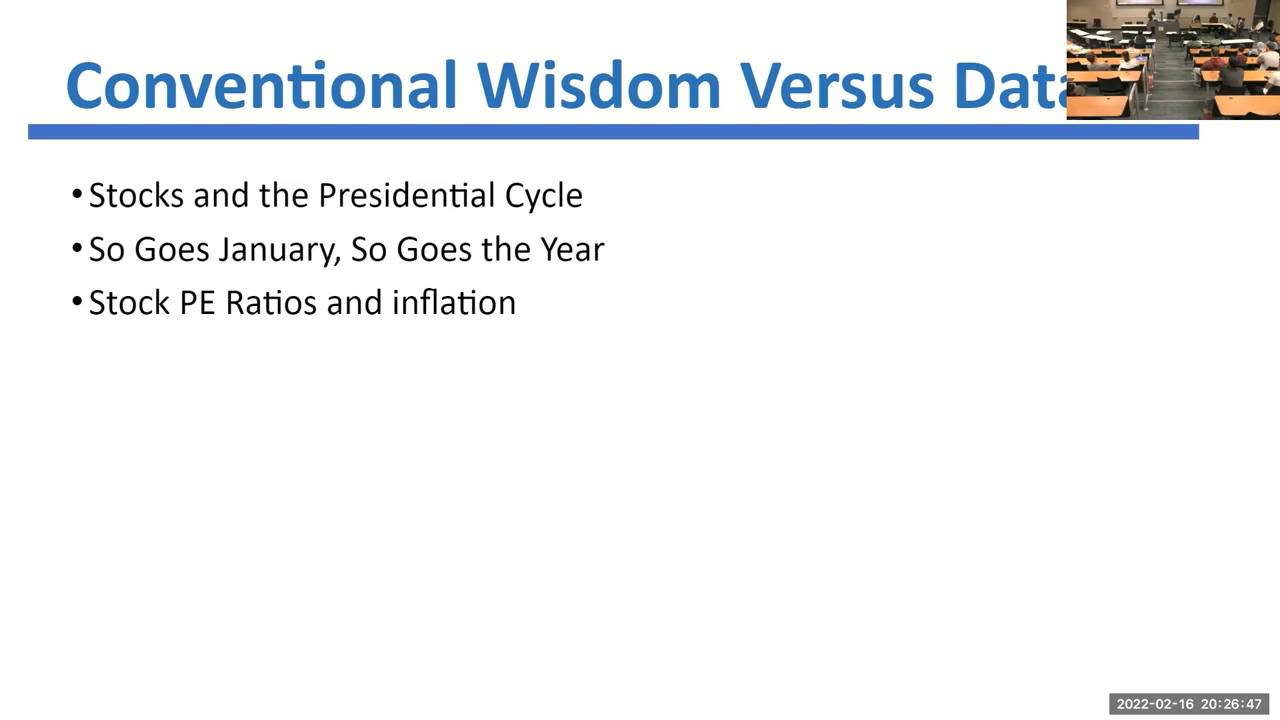 Conventional Wisdom Versus Data
• Stocks and the Presidential Cycle
• So Goes January, So Goes the Year
• Stock PE Ratios and inflation
2022-02-16 20:26:47